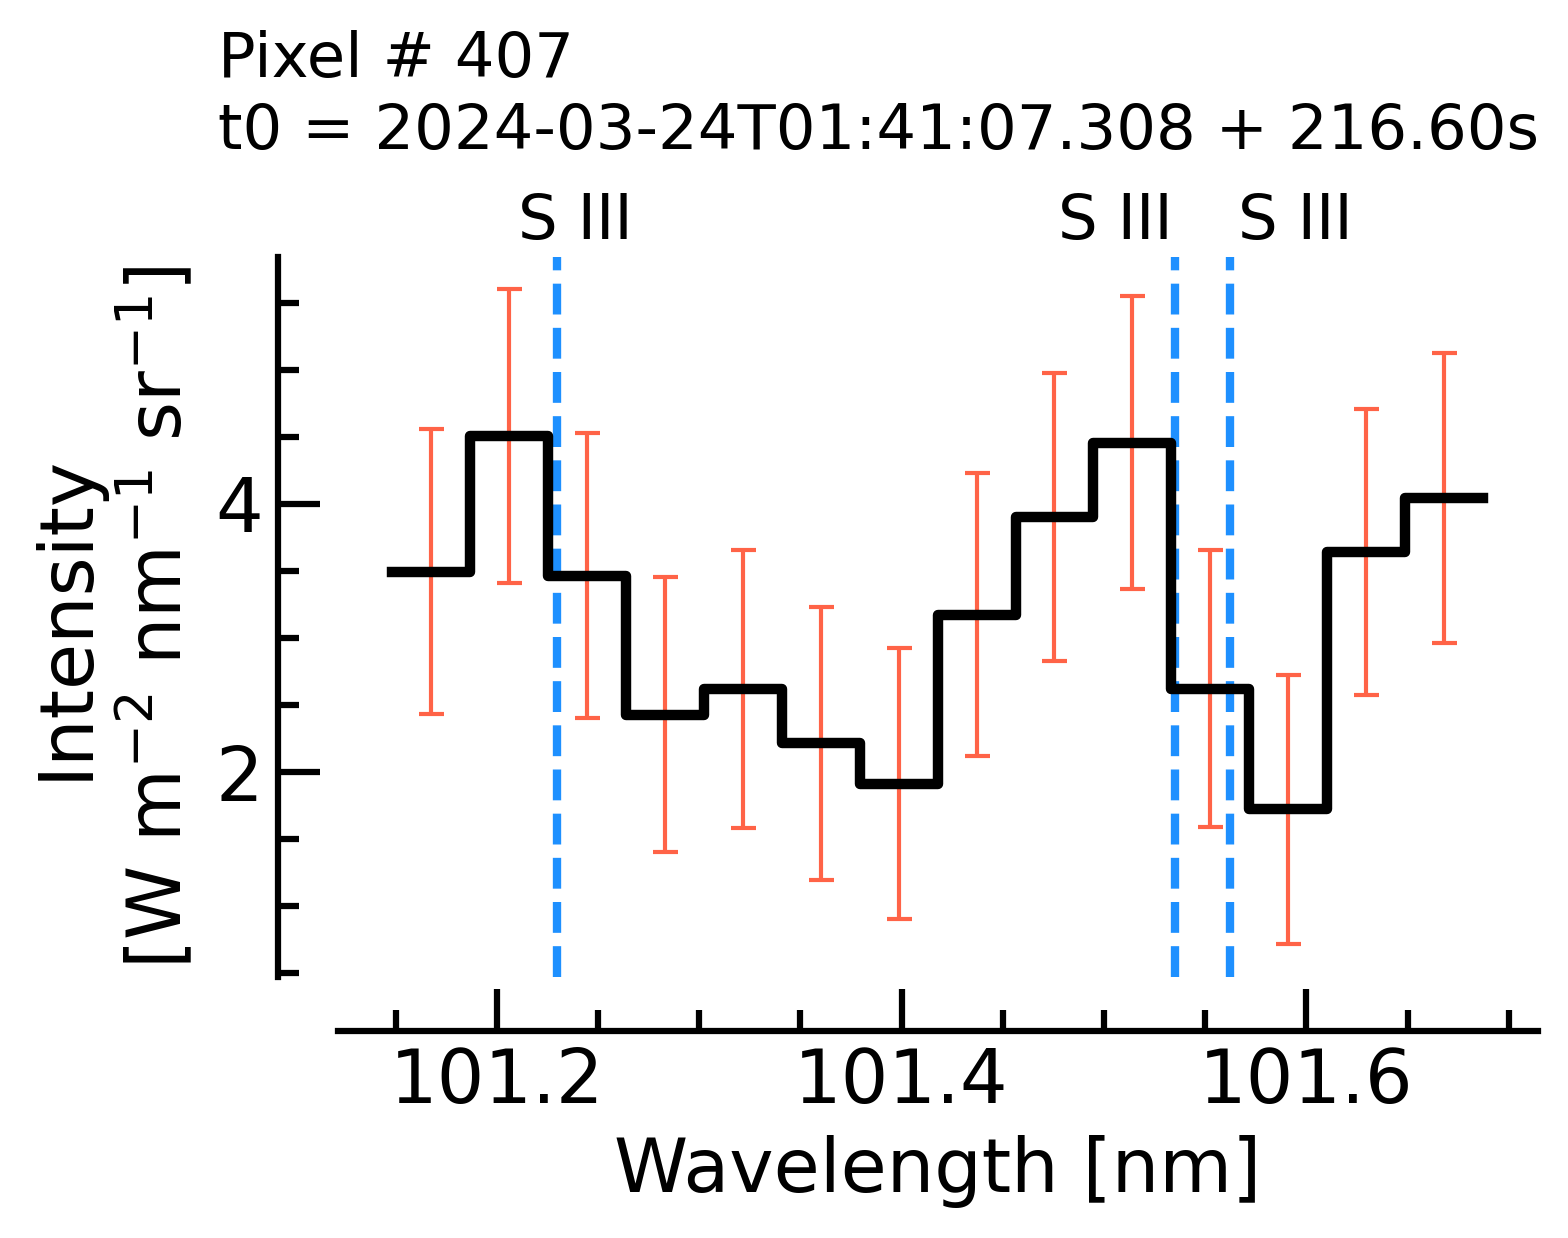 Pixel # 407
t0 = 2024-03-24T01:41:07.308 + 216.60s
S III S III S III
Intensity
[W m⁻² nm⁻¹ sr⁻¹]
4
2
101.2 101.4 101.6
Wavelength [nm]